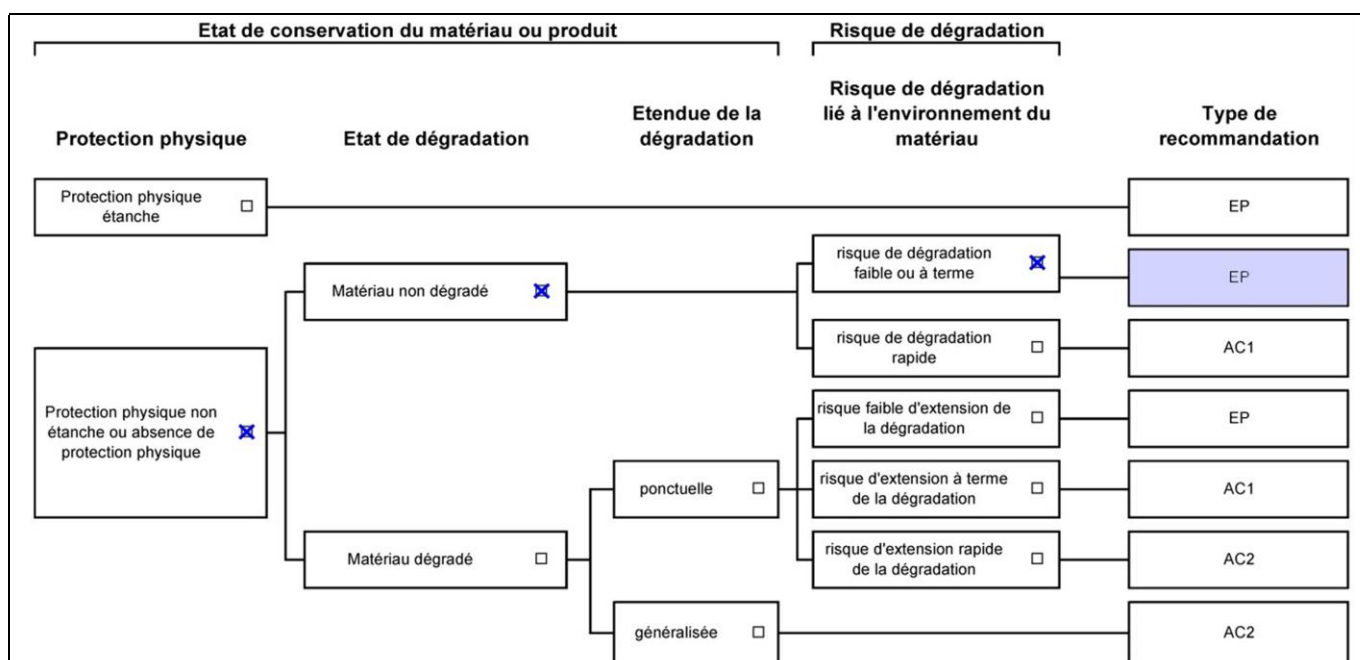 Etat de conservation du matériau ou produit
Risque de dégradation
Protection physique
Etat de dégradation
Etendue de la
dégradation
Risque de dégradation
lié à l'environnement du
matériau
Type de
recommandation
Protection physique
étanche
EP
risque de dégradation
faible ou à terme
EP
Matériau non dégradé
risque de dégradation
rapide
AC1
Protection physique non
étanche ou absence de
protection physique
risque faible d'extension de
la dégradation
EP
ponctuelle
risque d'extension à terme
de la dégradation
AC1
Matériau dégradé
risque d'extension rapide
de la dégradation
AC2
généralisée
AC2